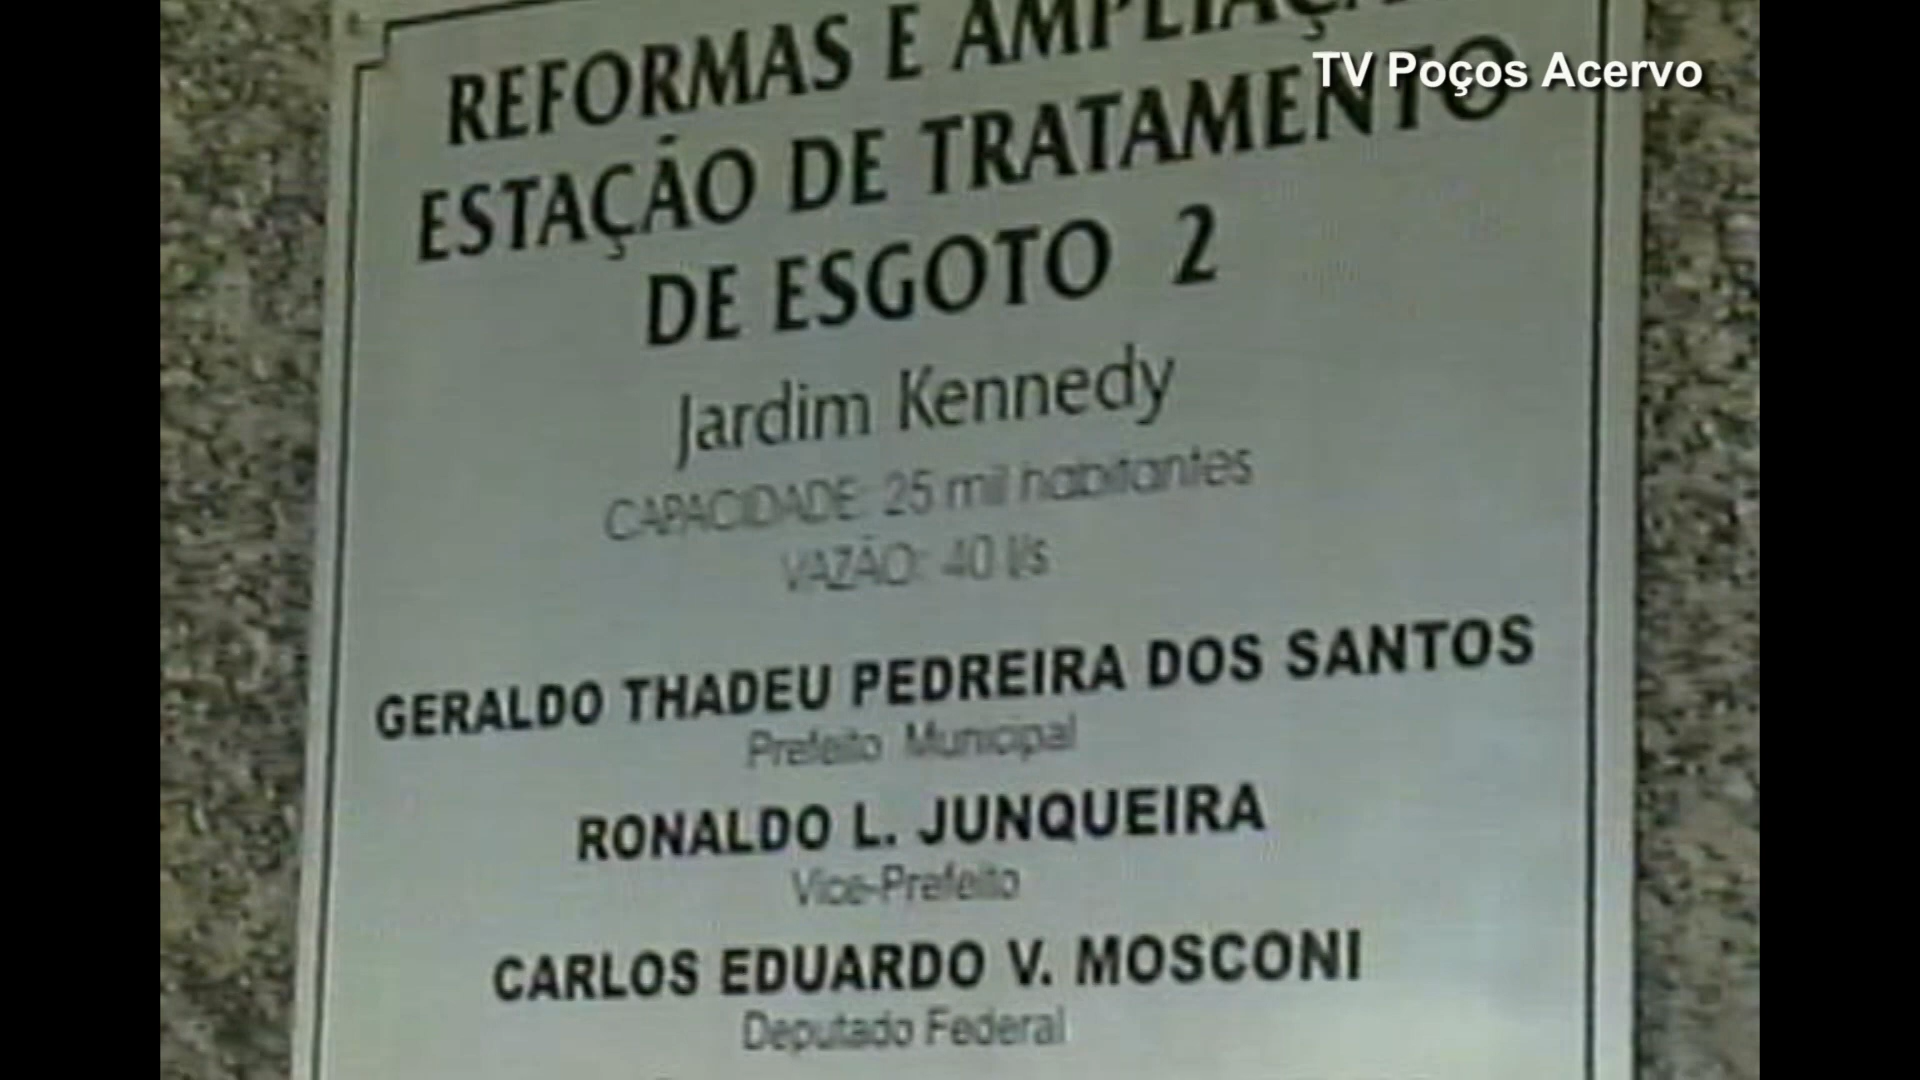 REFORMAS E AMPLIAÇÃO
TV Poços Acervo
ESTAÇÃO DE TRATAMENTO
DE ESGOTO 2
Jardim Kennedy
CAPACIDADE: 25 mil habitantes
VAZÃO: 40 l/s
GERALDO THADEU PEDREIRA DOS SANTOS
Prefeito Municipal
RONALDO L. JUNQUEIRA
Vice-Prefeito
CARLOS EDUARDO V. MOSCONI
Deputado Federal